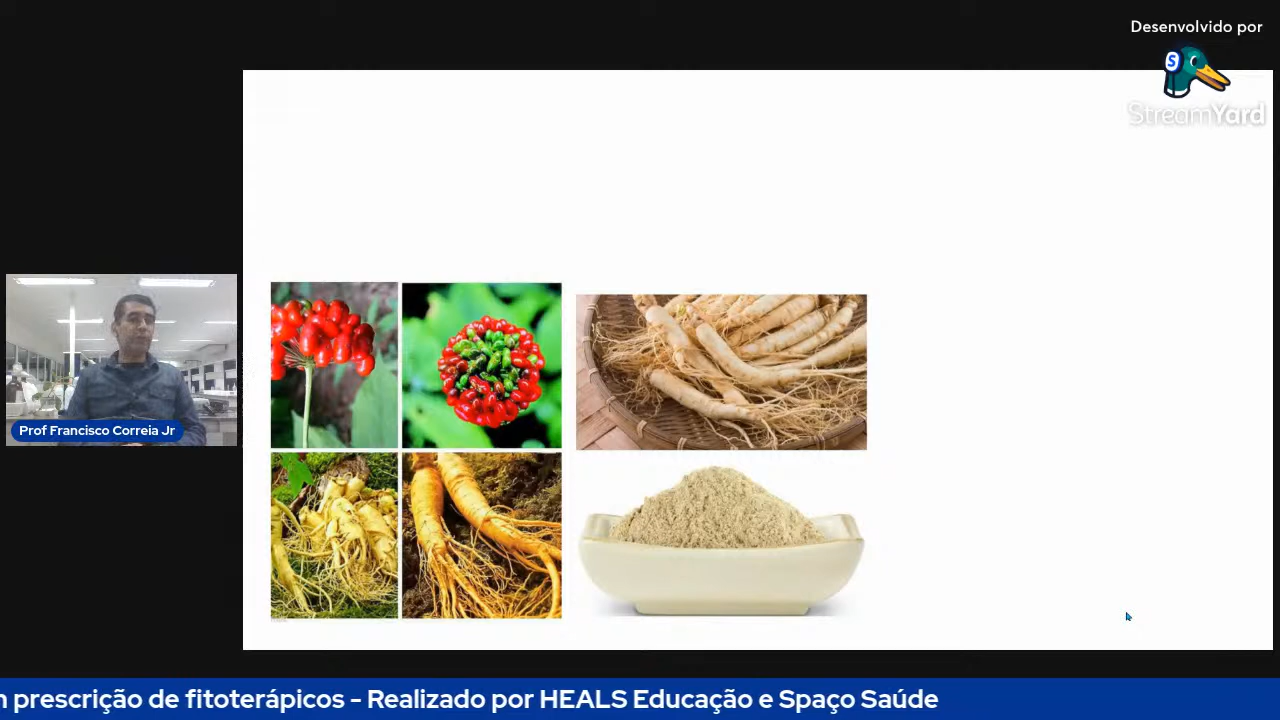 Desenvolvido por
StreamYard
Prof Francisco Correia Jr
prescrição de fitoterápicos - Realizado por HEALS Educação e Spaço Saúde